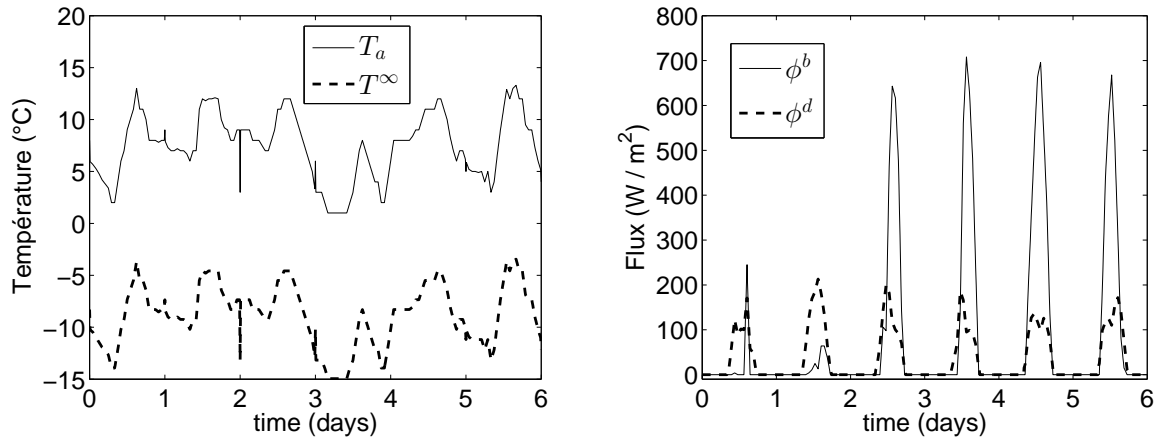 20
15
10
5
0
−5
−10
−15
0 1 2 3 4 5 6
Température (°C)
time (days)
T_a
T^∞
800
700
600
500
400
300
200
100
0
0 1 2 3 4 5 6
Flux (W / m²)
time (days)
ϕ^b
ϕ^d